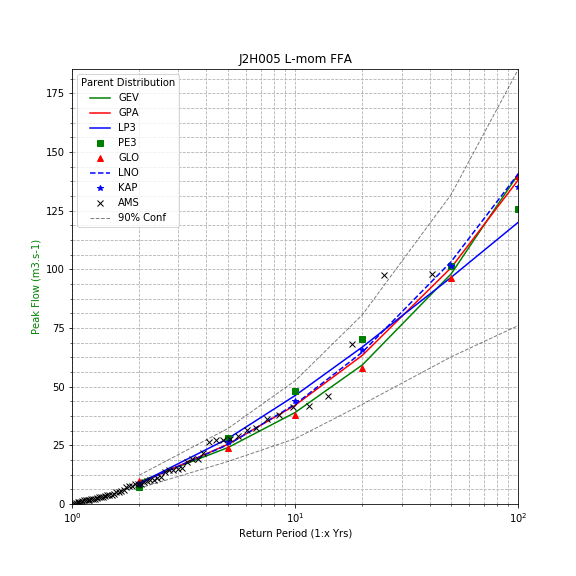 J2H005 L-mom FFA
Parent Distribution
GEV
GPA
LP3
PE3
GLO
LNO
KAP
AMS
90% Conf
175
150
125
100
75
50
25
0
Peak Flow (m3.s-1)
10^0
10^1
10^2
Return Period (1:x Yrs)